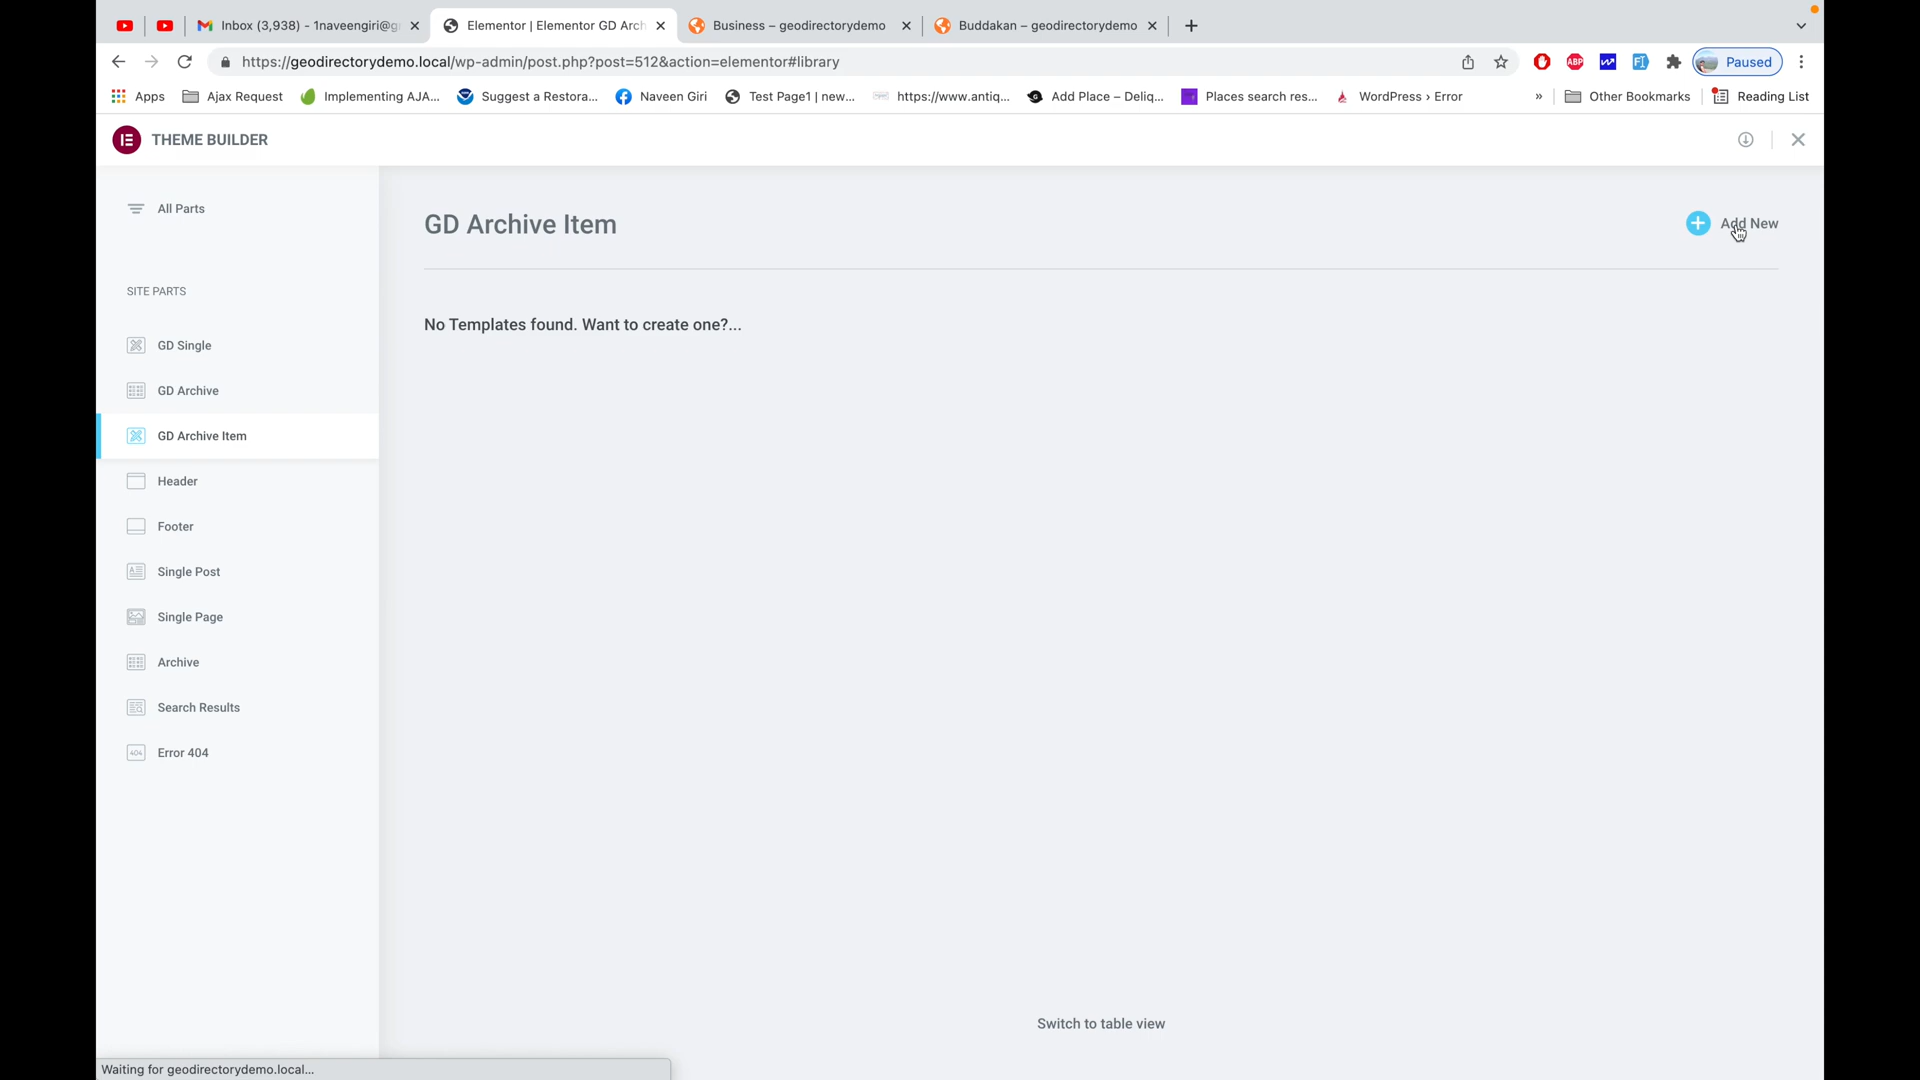 Inbox (3,938) - 1naveengiri@g
Elementor | Elementor GD Arch
Business – geodirectorydemo
Buddakan – geodirectorydemo
https://geodirectorydemo.local/wp-admin/post.php?post=512&action=elementor#library
ABP
Paused
Apps
Ajax Request
Implementing AJA...
Suggest a Restora...
Naveen Giri
Test Page1 | new...
https://www.antiq...
Add Place – Deliq...
Places search res...
WordPress › Error
»
Other Bookmarks
Reading List
THEME BUILDER
All Parts
GD Archive Item
Add New
SITE PARTS
No Templates found. Want to create one?...
GD Single
GD Archive
GD Archive Item
Header
Footer
Single Post
Single Page
Archive
Search Results
404 Error 404
Switch to table view
Waiting for geodirectorydemo.local...